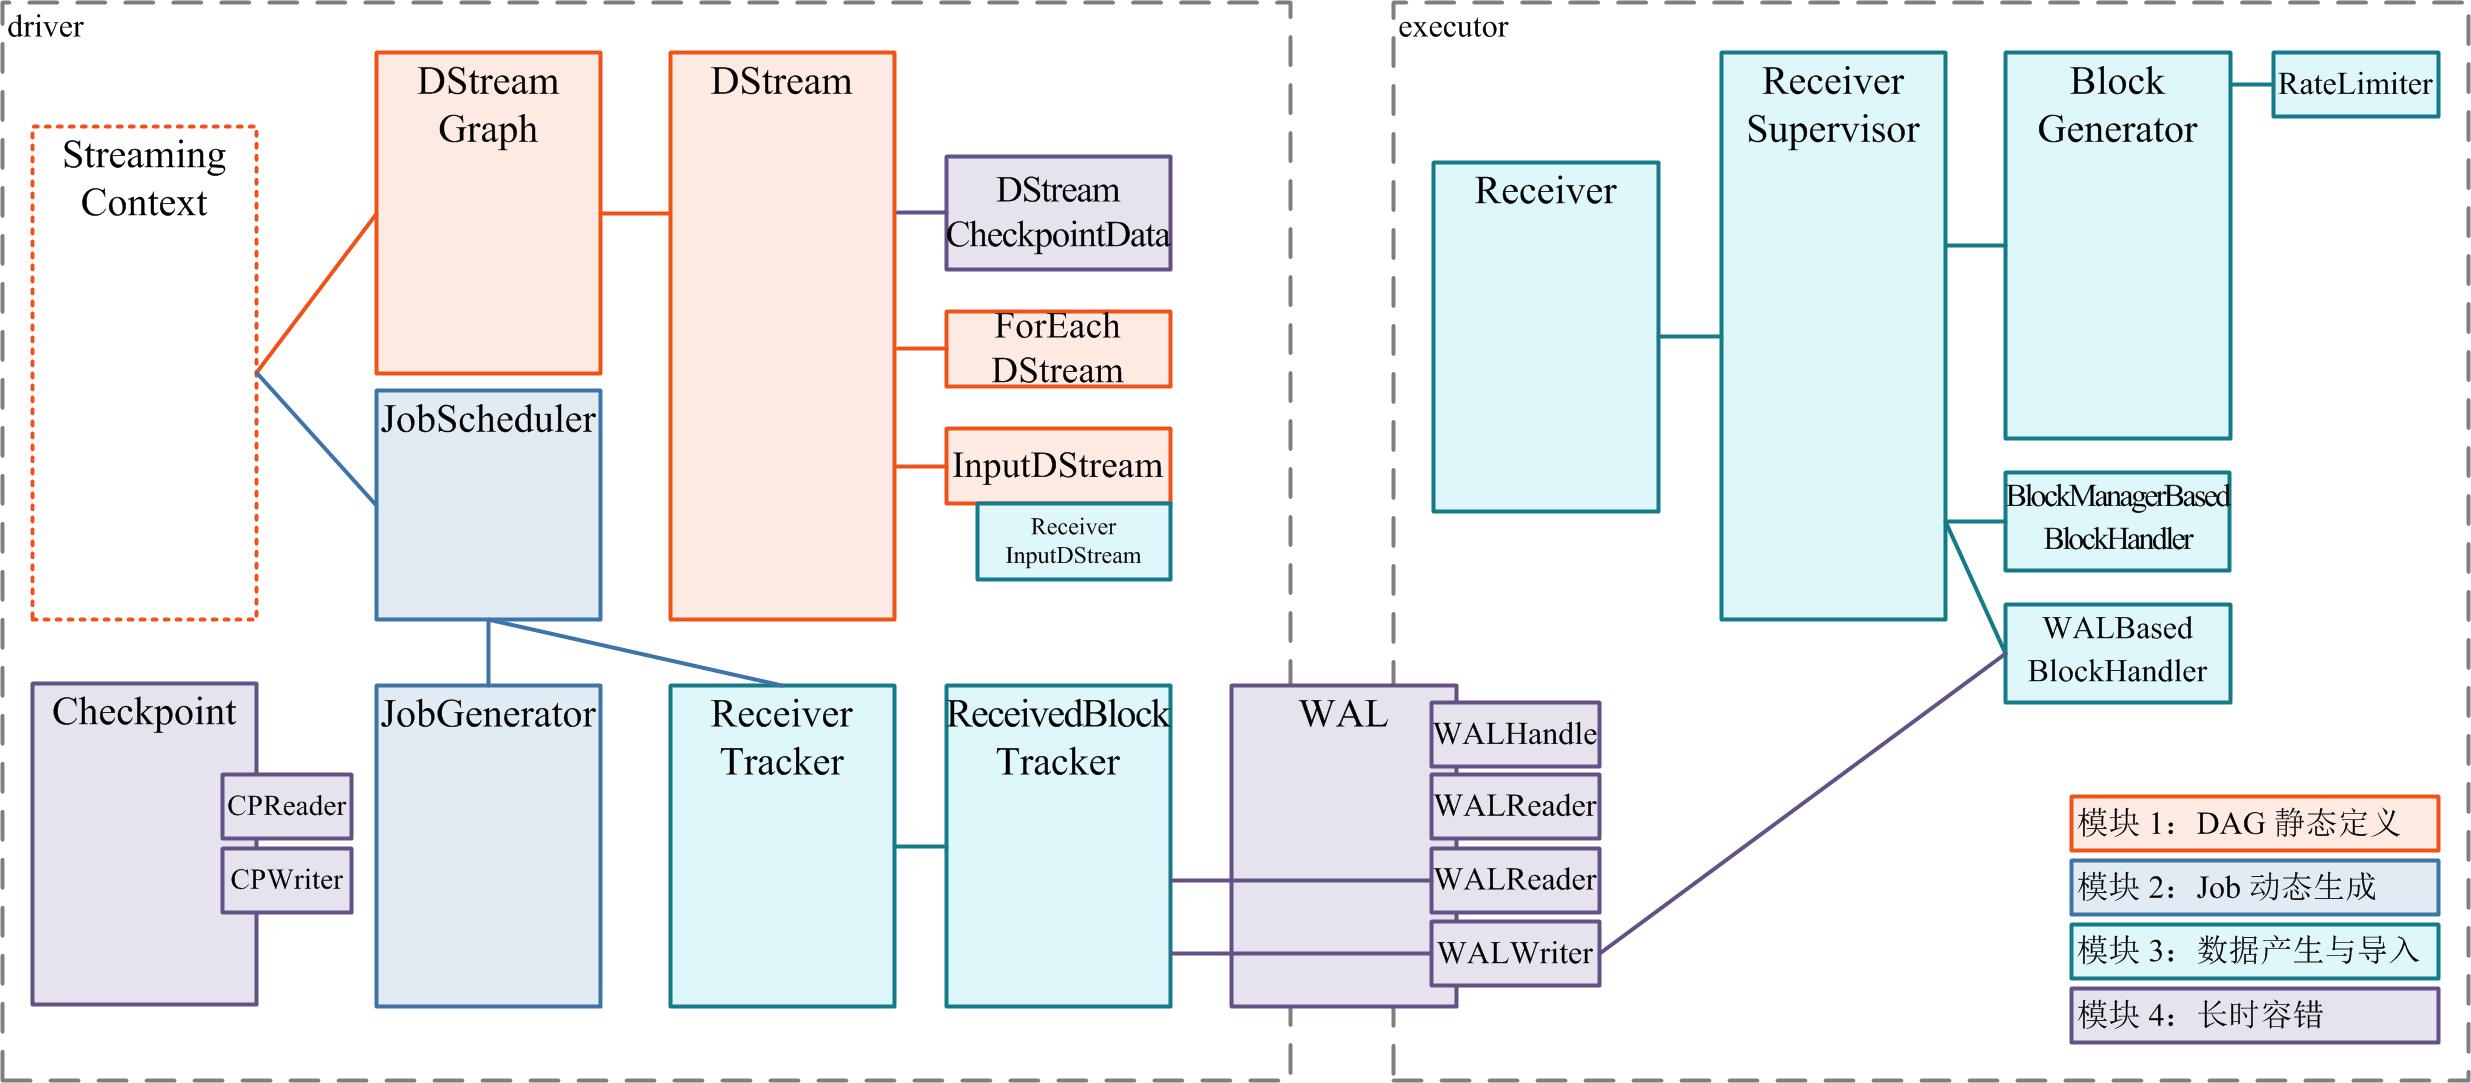 driver
Streaming
Context
DStream
Graph
DStream
DStream
CheckpointData
ForEach
DStream
InputDStream
Receiver
InputDStream
JobScheduler
Checkpoint
CPReader
CPWriter
JobGenerator
Receiver
Tracker
ReceivedBlock
Tracker
WAL
WALHandle
WALReader
WALReader
WALWriter
executor
Receiver
Receiver
Supervisor
Block
Generator
RateLimiter
BlockManagerBased
BlockHandler
WALBased
BlockHandler
模块 1：DAG 静态定义
模块 2：Job 动态生成
模块 3：数据产生与导入
模块 4：长时容错